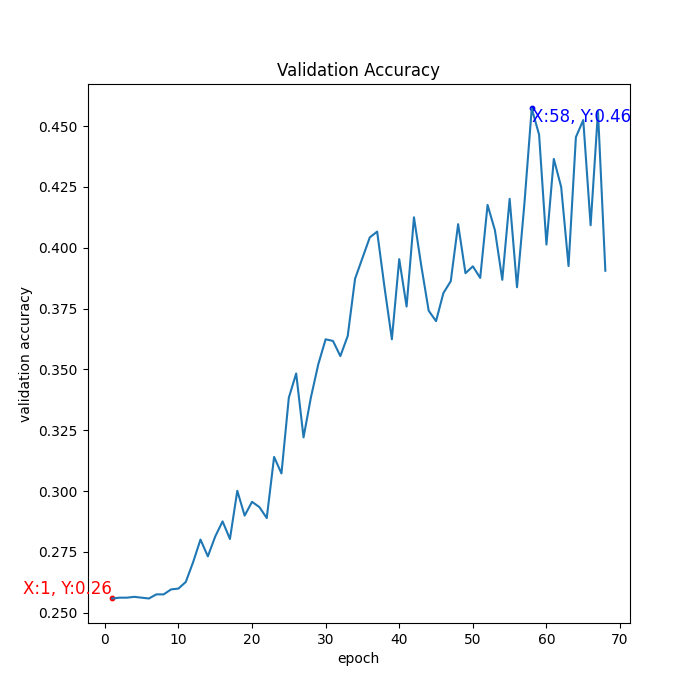 Validation Accuracy
validation accuracy
0.450
0.425
0.400
0.375
0.350
0.325
0.300
0.275
0.250
X:58, Y:0.46
X:1, Y:0.26
0 10 20 30 40 50 60 70
epoch